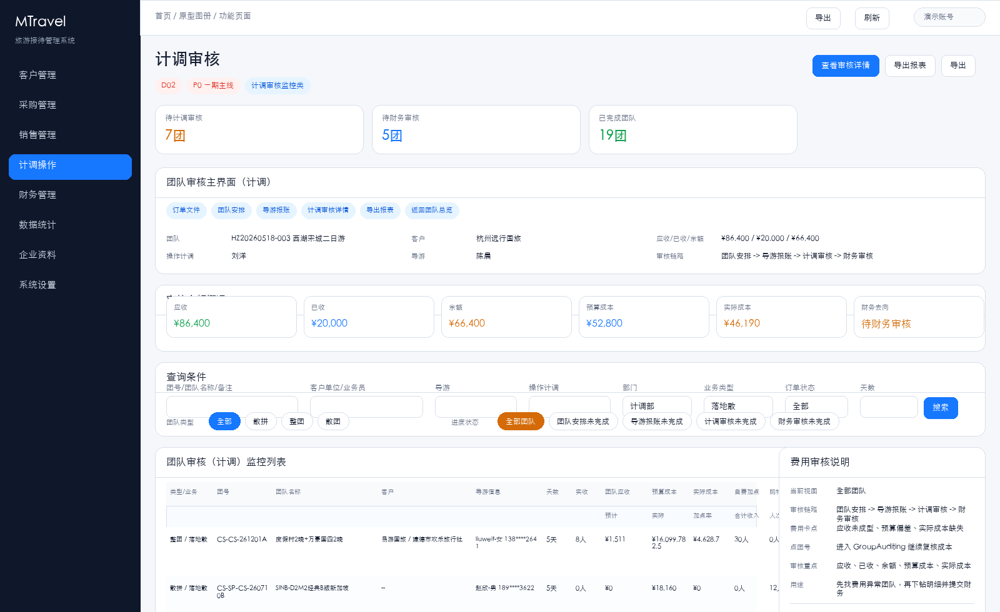 MTravel
旅游接待管理系统
客户管理
采购管理
销售管理
计调操作
财务管理
数据统计
企业资料
系统设置
首页 / 原型图册 / 功能页面
导出
刷新
演示账号
计调审核
查看审核详情
导出报表
导出
D02
P0 一期主线
计调审核监控类
待计调审核
7团
待财务审核
5团
已完成团队
19团
团队审核主界面（计调）
订单文件
团队安排
导游报账
计调审核详情
导出报表
返回团队总览
团队 HZ20260518-003 西湖宋城二日游 客户 杭州远行国旅 应收/已收/余额 ¥86,400 / ¥20,000 / ¥66,400
操作计调 刘洋 导游 陈晨 审核链路 团队安排 -> 导游报账 -> 计调审核 -> 财务审核
应收
¥86,400
已收
¥20,000
余额
¥66,400
预算成本
¥52,800
实际成本
¥46,190
财务去向
待财务审核
查询条件
团号/团队名称/备注 客户单位/业务员 导游 操作计调 部门 业务类型 订单状态 天数
计调部 落地散 全部 搜索
团队类型 全部 散拼 整团 散团 进度状态 全部团队 团队安排未完成 导游报账未完成 计调审核未完成 财务审核未完成
团队审核（计调）监控列表
类型/业务 团号 团队名称 客户 导游信息 天数 实收 团队应收 预算成本 实际成本 自费加点 购
预计 实际 加点率 合计收入 人次
整团 / 落地散 CS-CS-261201A 度假村2晚+万豪国四2晚 易游国旅 / 建德市欢乐旅行社 liuweif-女 138****264
1 5天 8人 ¥1,511 ¥16,099.78
2.5 ¥4,628.7 30人 0人
散拼 / 落地散 CS-SP-CS-26071
0B SINB-D2M2经典B版新加坡 -- 赵欣-男 189****3622 5天 0人 ¥0 ¥18,160 ¥0 0人 12,
费用审核说明
当前视图 全部团队
审核链路 团队安排 -> 导游报账 -> 计调审核 -> 财
务审核
费用卡点 应收未成型、预算偏差、实际成本缺失
点团号 进入 GroupAuditing 继续复核成本
审核重点 应收、已收、余额、预算成本、实际成本
用途 先找费用异常团队，再下钻明细并提交财
务